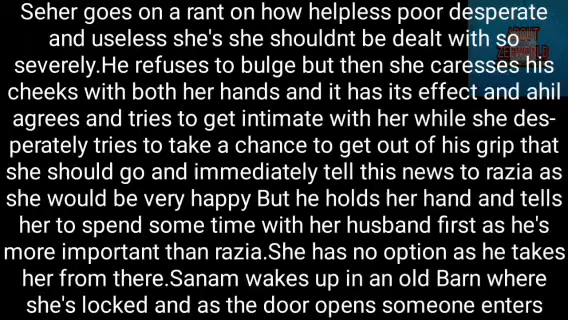 Seher goes on a rant on how helpless poor desperate
and useless she's she shouldnt be dealt with so
severely.He refuses to bulge but then she caresses his
cheeks with both her hands and it has its effect and ahil
agrees and tries to get intimate with her while she des-
perately tries to take a chance to get out of his grip that
she should go and immediately tell this news to razia as
she would be very happy But he holds her hand and tells
her to spend some time with her husband first as he's
more important than razia.She has no option as he takes
her from there.Sanam wakes up in an old Barn where
she's locked and as the door opens someone enters
ABOUT
ZEEWORLD